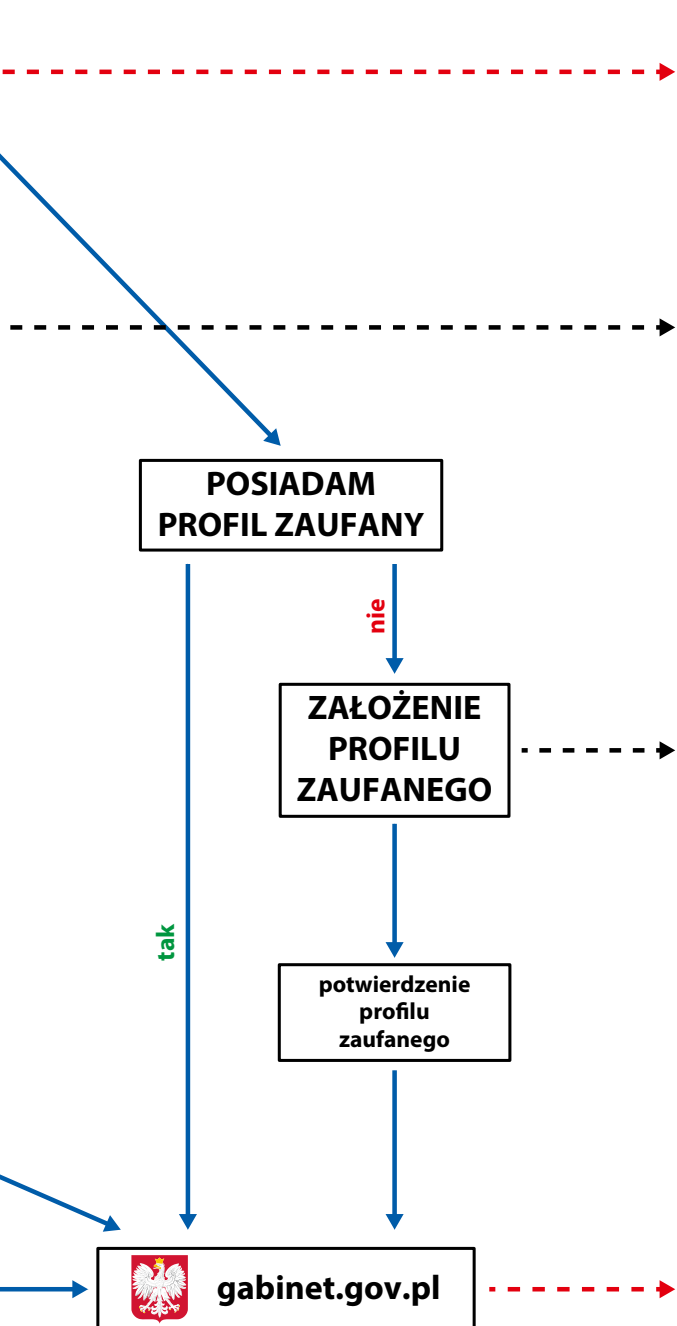 POSIADAM
PROFIL ZAUFANY
nie
ZAŁOŻENIE
PROFILU
ZAUFANEGO
tak
potwierdzenie
profilu
zaufanego
gabinet.gov.pl